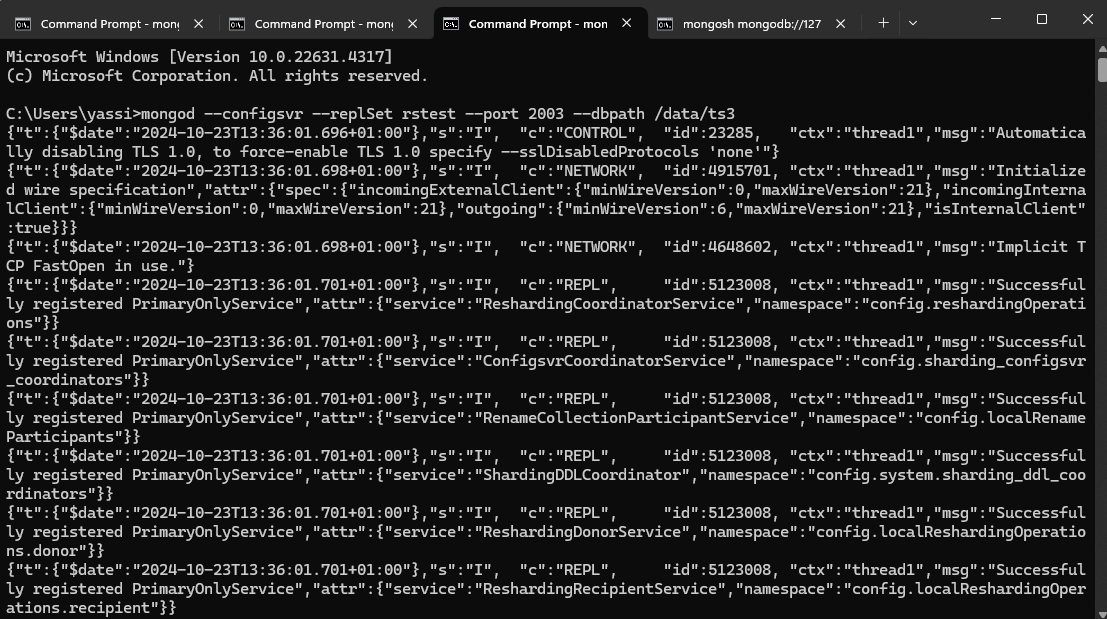 Command Prompt - mon
Command Prompt - mon
Command Prompt - mon
mongosh mongodb://127
Microsoft Windows [Version 10.0.22631.4317]
(c) Microsoft Corporation. All rights reserved.
C:\Users\yassi>mongod --configsvr --replSet rstest --port 2003 --dbpath /data/ts3
{"t":{"$date":"2024-10-23T13:36:01.696+01:00"},"s":"I",  "c":"CONTROL",  "id":23285,   "ctx":"thread1","msg":"Automatica
lly disabling TLS 1.0, to force-enable TLS 1.0 specify --sslDisabledProtocols 'none'"}
{"t":{"$date":"2024-10-23T13:36:01.698+01:00"},"s":"I",  "c":"NETWORK",  "id":4915701, "ctx":"thread1","msg":"Initialize
d wire specification","attr":{"spec":{"incomingExternalClient":{"minWireVersion":0,"maxWireVersion":21},"incomingInterna
lClient":{"minWireVersion":0,"maxWireVersion":21},"outgoing":{"minWireVersion":6,"maxWireVersion":21},"isInternalClient"
:true}}}
{"t":{"$date":"2024-10-23T13:36:01.698+01:00"},"s":"I",  "c":"NETWORK",  "id":4648602, "ctx":"thread1","msg":"Implicit T
CP FastOpen in use."}
{"t":{"$date":"2024-10-23T13:36:01.701+01:00"},"s":"I",  "c":"REPL",     "id":5123008, "ctx":"thread1","msg":"Successful
ly registered PrimaryOnlyService","attr":{"service":"ReshardingCoordinatorService","namespace":"config.reshardingOperati
ons"}}
{"t":{"$date":"2024-10-23T13:36:01.701+01:00"},"s":"I",  "c":"REPL",     "id":5123008, "ctx":"thread1","msg":"Successful
ly registered PrimaryOnlyService","attr":{"service":"ConfigsvrCoordinatorService","namespace":"config.sharding_configsvr
_coordinators"}}
{"t":{"$date":"2024-10-23T13:36:01.701+01:00"},"s":"I",  "c":"REPL",     "id":5123008, "ctx":"thread1","msg":"Successful
ly registered PrimaryOnlyService","attr":{"service":"RenameCollectionParticipantService","namespace":"config.localRename
Participants"}}
{"t":{"$date":"2024-10-23T13:36:01.701+01:00"},"s":"I",  "c":"REPL",     "id":5123008, "ctx":"thread1","msg":"Successful
ly registered PrimaryOnlyService","attr":{"service":"ShardingDDLCoordinator","namespace":"config.system.sharding_ddl_coo
rdinators"}}
{"t":{"$date":"2024-10-23T13:36:01.701+01:00"},"s":"I",  "c":"REPL",     "id":5123008, "ctx":"thread1","msg":"Successful
ly registered PrimaryOnlyService","attr":{"service":"ReshardingDonorService","namespace":"config.localReshardingOperatio
ns.donor"}}
{"t":{"$date":"2024-10-23T13:36:01.701+01:00"},"s":"I",  "c":"REPL",     "id":5123008, "ctx":"thread1","msg":"Successful
ly registered PrimaryOnlyService","attr":{"service":"ReshardingRecipientService","namespace":"config.localReshardingOper
ations.recipient"}}